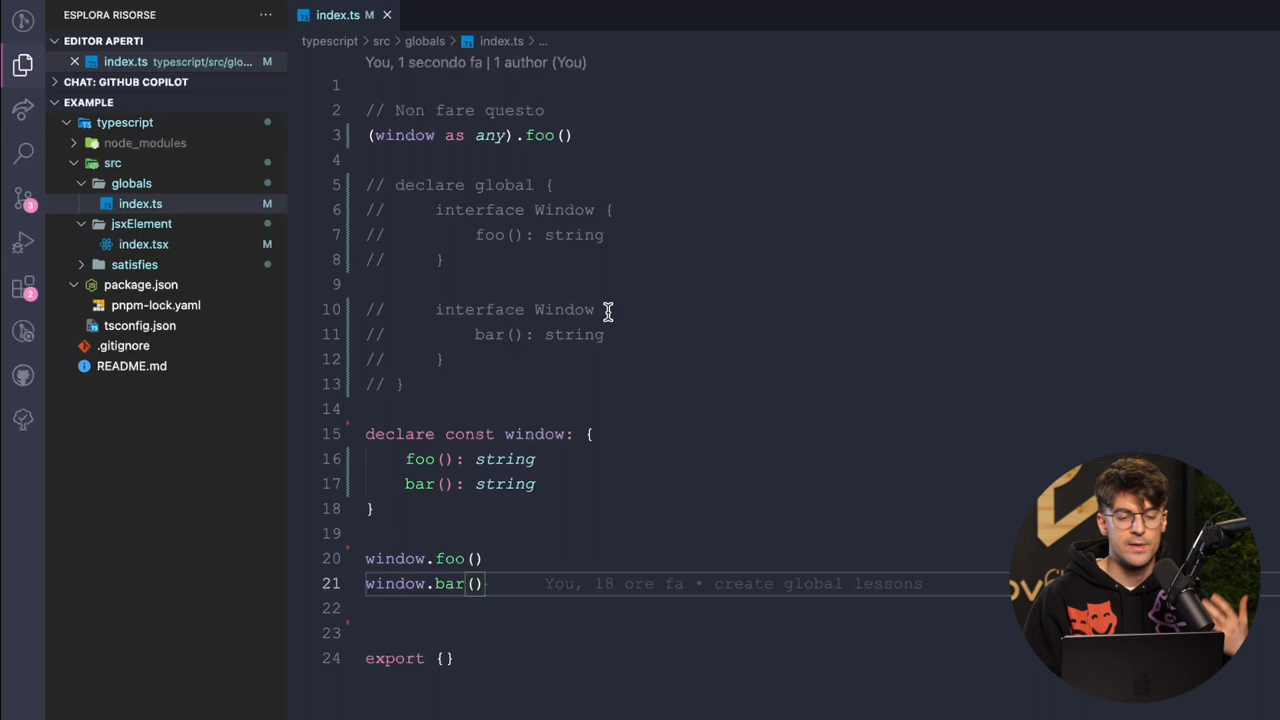 ESPLORA RISORSE
EDITOR APERTI
index.ts typescript/src/glo... M
CHAT: GITHUB COPILOT
EXAMPLE
typescript
node_modules
src
globals
index.ts M
jsxElement
index.tsx M
satisfies
package.json
pnpm-lock.yaml
tsconfig.json
.gitignore
README.md
3
2
index.ts M
typescript > src > globals > index.ts > ...
You, 1 secondo fa | 1 author (You)
1
2 // Non fare questo
3 (window as any).foo()
4
5 // declare global {
6 // interface Window {
7 // foo(): string
8 // }
9
10 // interface Window
11 // bar(): string
12 // }
13 // }
14
15 declare const window: {
16 foo(): string
17 bar(): string
18 }
19
20 window.foo()
21 window.bar() You, 18 ore fa • create global lessons
22
23
24 export {}